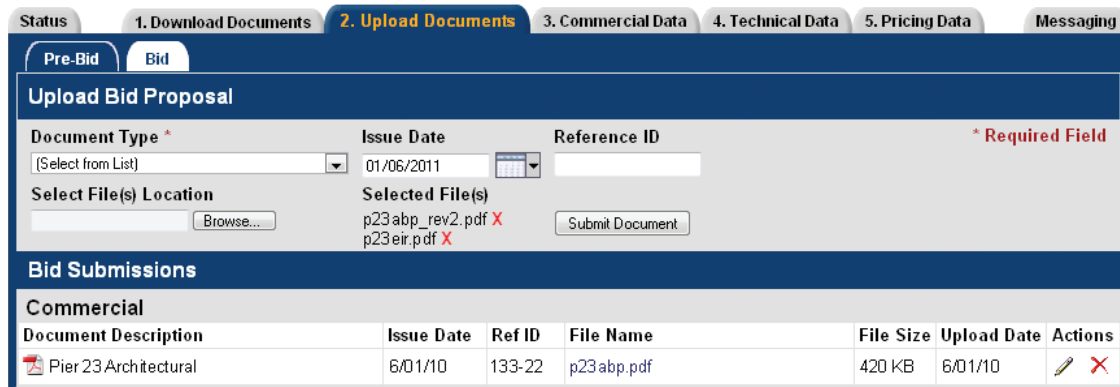 Status 1. Download Documents 2. Upload Documents 3. Commercial Data 4. Technical Data 5. Pricing Data Messaging
Pre-Bid Bid
Upload Bid Proposal
Document Type * Issue Date Reference ID * Required Field
(Select from List) 01/06/2011
Select File(s) Location Selected File(s)
Browse... p23abp_rev2.pdf X Submit Document
p23eir.pdf X
Bid Submissions
Commercial
Document Description Issue Date Ref ID File Name File Size Upload Date Actions
Pier 23 Architectural 6/01/10 133-22 p23abp.pdf 420 KB 6/01/10